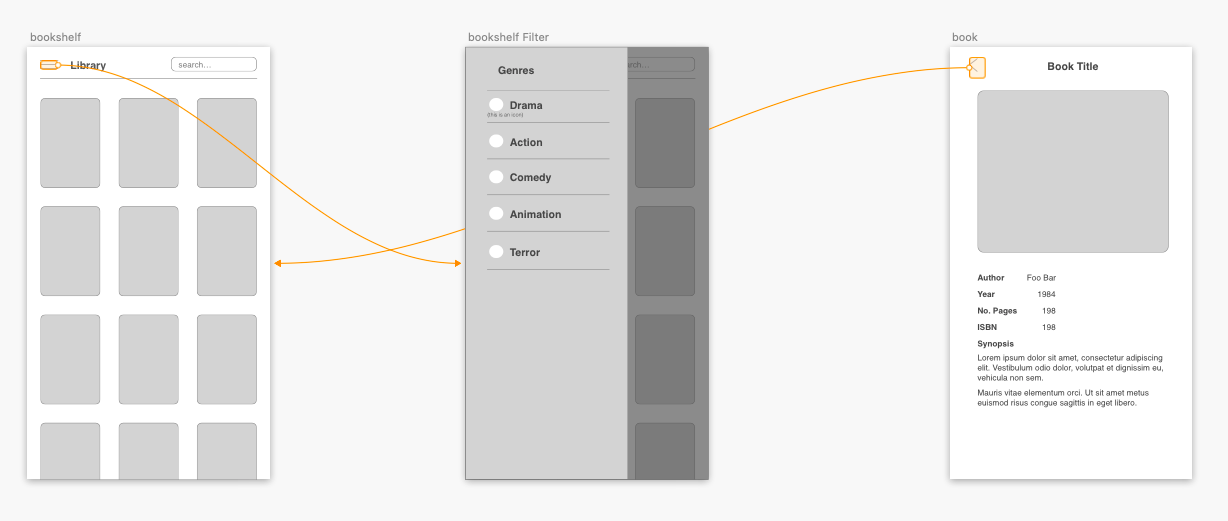 bookshelf
Library
search...
bookshelf Filter
Genres
rch...
Drama
(this is an icon)
Action
Comedy
Animation
Terror
book
Book Title
Author Foo Bar
Year 1984
No. Pages 198
ISBN 198
Synopsis
Lorem ipsum dolor sit amet, consectetur adipiscing
elit. Vestibulum odio dolor, volutpat et dignissim eu,
vehicula non sem.
Mauris vitae elementum orci. Ut sit amet metus
euismod risus congue sagittis in eget libero.